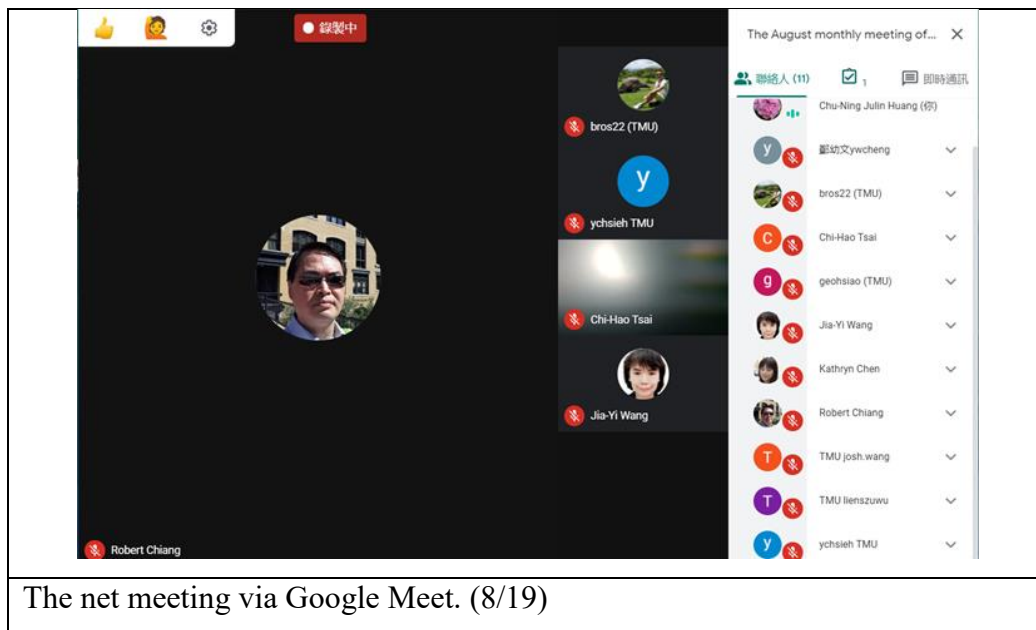 錄製中
The August monthly meeting of...
聯絡人 (11)
1
即時通訊
bros22 (TMU)
y
ychsieh TMU
Chi-Hao Tsai
Jia-Yi Wang
Robert Chiang
Chu-Ning Julin Huang (你)
y
鄭幼文ywcheng
bros22 (TMU)
C
Chi-Hao Tsai
g
geohsiao (TMU)
Jia-Yi Wang
Kathryn Chen
Robert Chiang
T
TMU josh.wang
T
TMU lienszuwu
y
ychsieh TMU
The net meeting via Google Meet. (8/19)